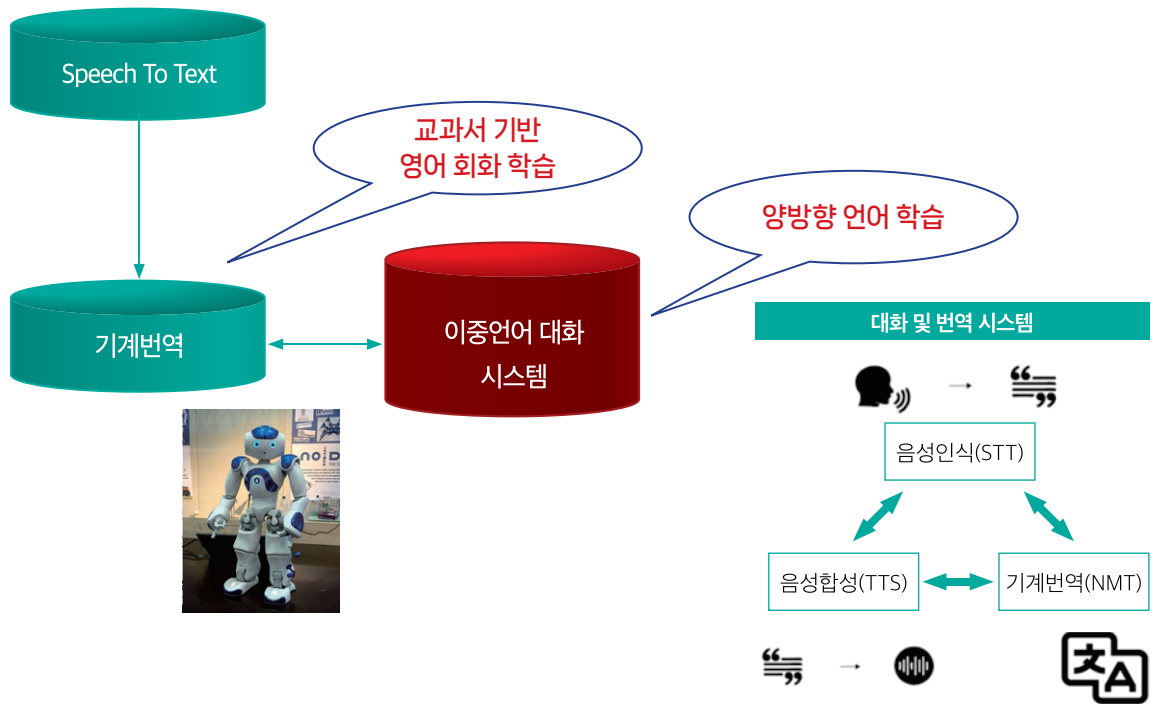 Speech To Text
교과서 기반
영어 회화 학습
양방향 언어 학습
기계번역
이중언어 대화
시스템
대화 및 번역 시스템
음성인식(STT)
음성합성(TTS)
기계번역(NMT)
文A